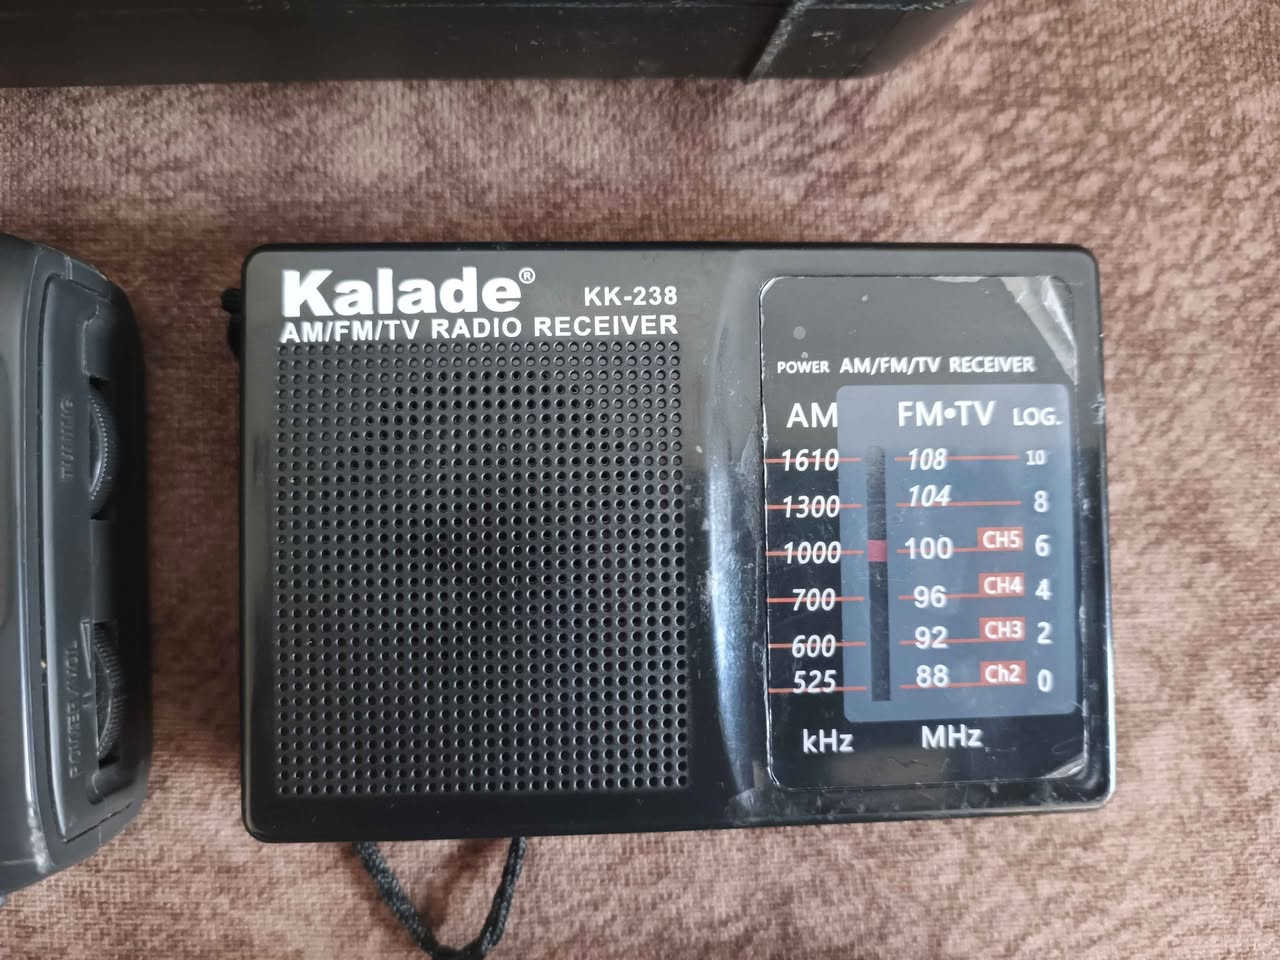 Kalade®
KK-238
AM/FM/TV RADIO RECEIVER
POWER AM/FM/TV RECEIVER
AM FM•TV LOG.
1610 108 10
1300 104 8
1000 100 CH5 6
700 96 CH4 4
600 92 CH3 2
525 88 Ch2 0
kHz MHz
TUNING
POWER/VOL